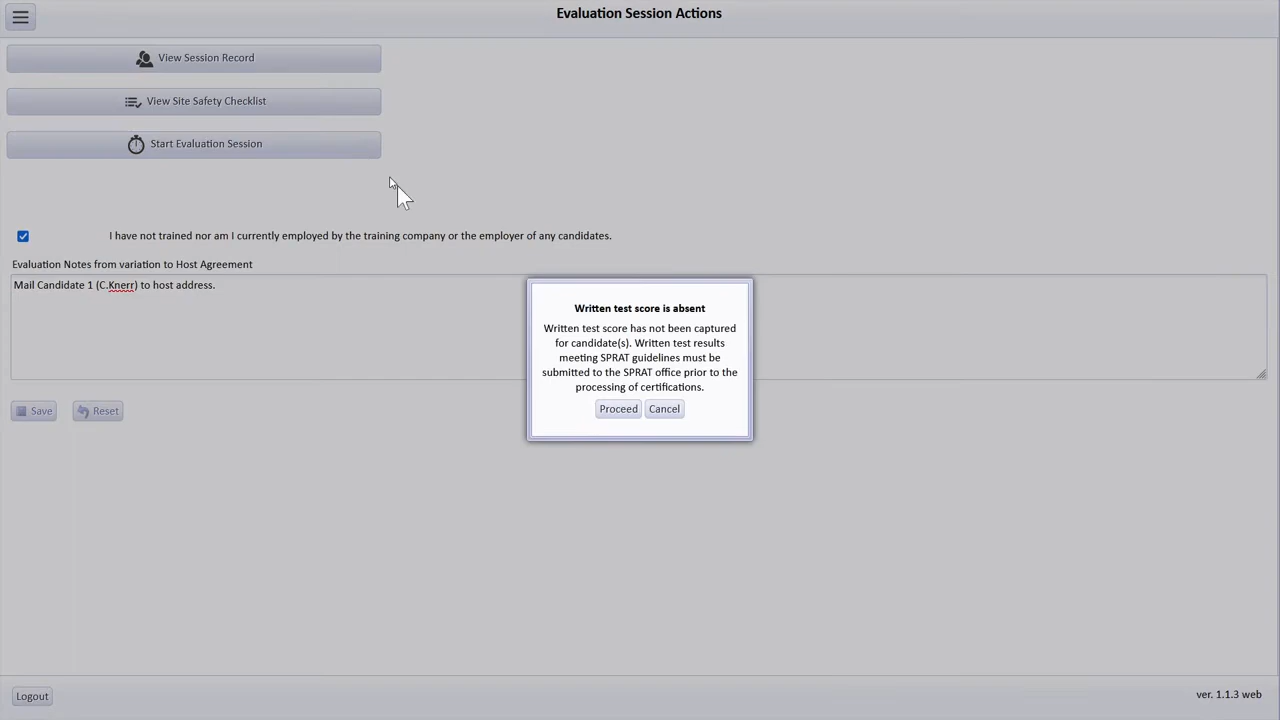 Evaluation Session Actions
View Session Record
View Site Safety Checklist
Start Evaluation Session
I have not trained nor am I currently employed by the training company or the employer of any candidates.
Evaluation Notes from variation to Host Agreement
Mail Candidate 1 (C.Knerr) to host address.
Written test score is absent
Written test score has not been captured
for candidate(s). Written test results
meeting SPRAT guidelines must be
submitted to the SPRAT office prior to the
processing of certifications.
Proceed Cancel
Save Reset
Logout
ver. 1.1.3 web